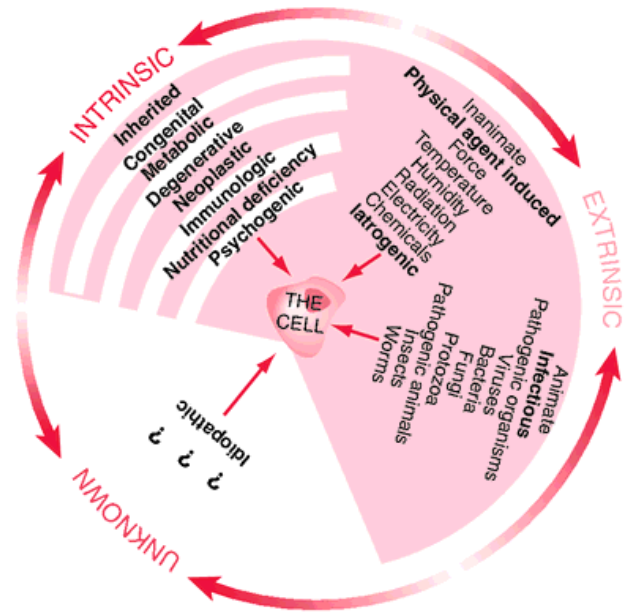 INTRINSIC
Inherited
Congenital
Metabolic
Degenerative
Neoplastic
Immunologic
Nutritional deficiency
Psychogenic
EXTRINSIC
Inanimate
Physical agent induced
Force
Temperature
Humidity
Radiation
Electricity
Chemicals
Iatrogenic
Animate
Infectious
Pathogenic organisms
Viruses
Bacteria
Fungi
Protozoa
Pathogenic animals
Insects
Worms
THE
CELL
UNKNOWN
Idiopathic
? ? ?